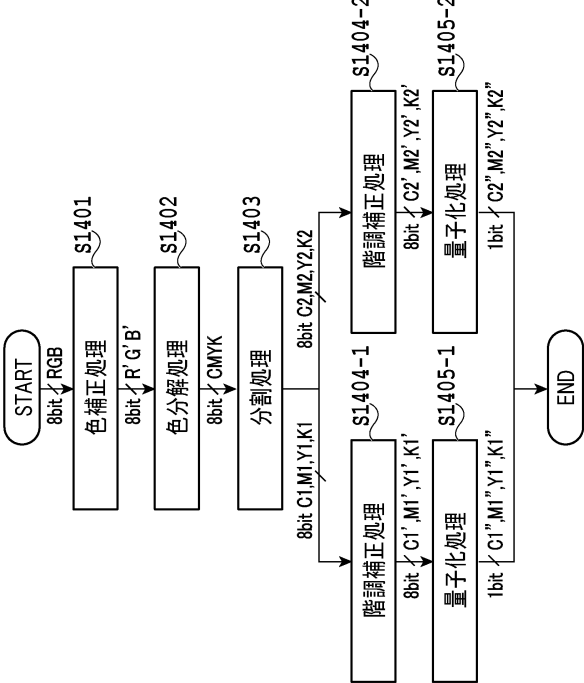 START
8bit RGB
色補正処理
S1401
8bit R'G'B'
色分解処理
S1402
8bit CMYK
分割処理
S1403
8bit C1,M1,Y1,K1
8bit C2,M2,Y2,K2
階調補正処理
S1404-1
階調補正処理
S1404-2
8bit C1',M1',Y1',K1'
8bit C2',M2',Y2',K2'
量子化処理
S1405-1
量子化処理
S1405-2
1bit C1",M1",Y1",K1"
1bit C2",M2",Y2",K2"
END